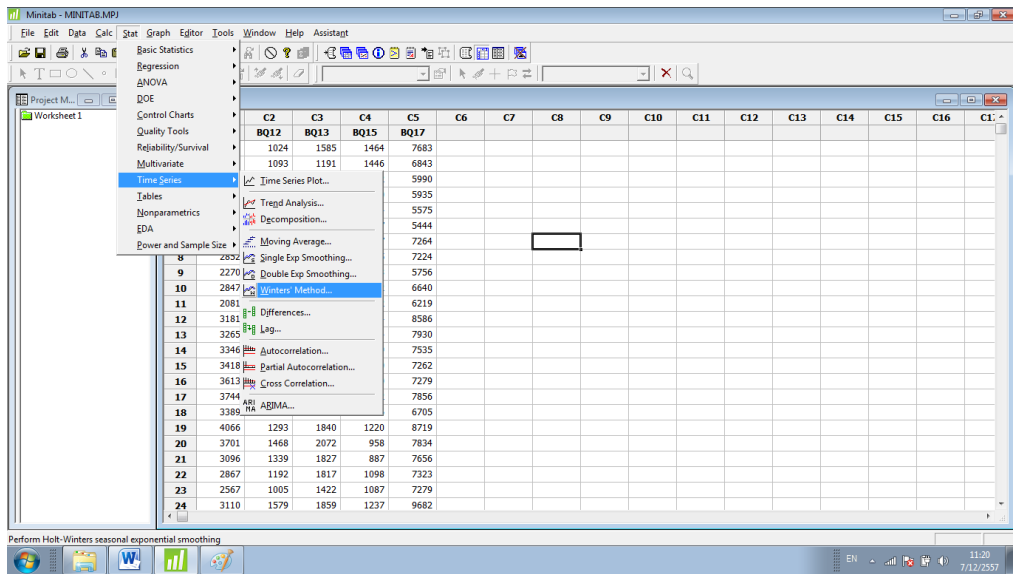 Minitab - MINITAB.MPJ
File Edit Data Calc Stat Graph Editor Tools Window Help Assistant
Basic Statistics
Regression
ANOVA
DOE
Control Charts
Quality Tools
Reliability/Survival
Multivariate
Time Series
Tables
Nonparametrics
EDA
Power and Sample Size
Time Series Plot...
Trend Analysis...
Decomposition...
Moving Average...
Single Exp Smoothing...
Double Exp Smoothing...
Winters' Method...
Differences...
Lag...
Autocorrelation...
Partial Autocorrelation...
Cross Correlation...
ARIMA...
Project M...
Worksheet 1
C2 C3 C4 C5 C6 C7 C8 C9 C10 C11 C12 C13 C14 C15 C16
BQ12 BQ13 BQ15 BQ17
1024 1585 1464 7683
1093 1191 1446 6843
5990
5935
5575
5444
7264
8 2852 7224
9 2270 5756
10 2847 6640
11 2081 6219
12 3181 8586
13 3265 7930
14 3346 7535
15 3418 7262
16 3613 7279
17 3744 7856
18 3389 6705
19 4066 1293 1840 1220 8719
20 3701 1468 2072 958 7834
21 3096 1339 1827 887 7656
22 2867 1192 1817 1098 7323
23 2567 1005 1422 1087 7279
24 3110 1579 1859 1237 9682
Perform Holt-Winters seasonal exponential smoothing
EN
11:20
7/12/2557